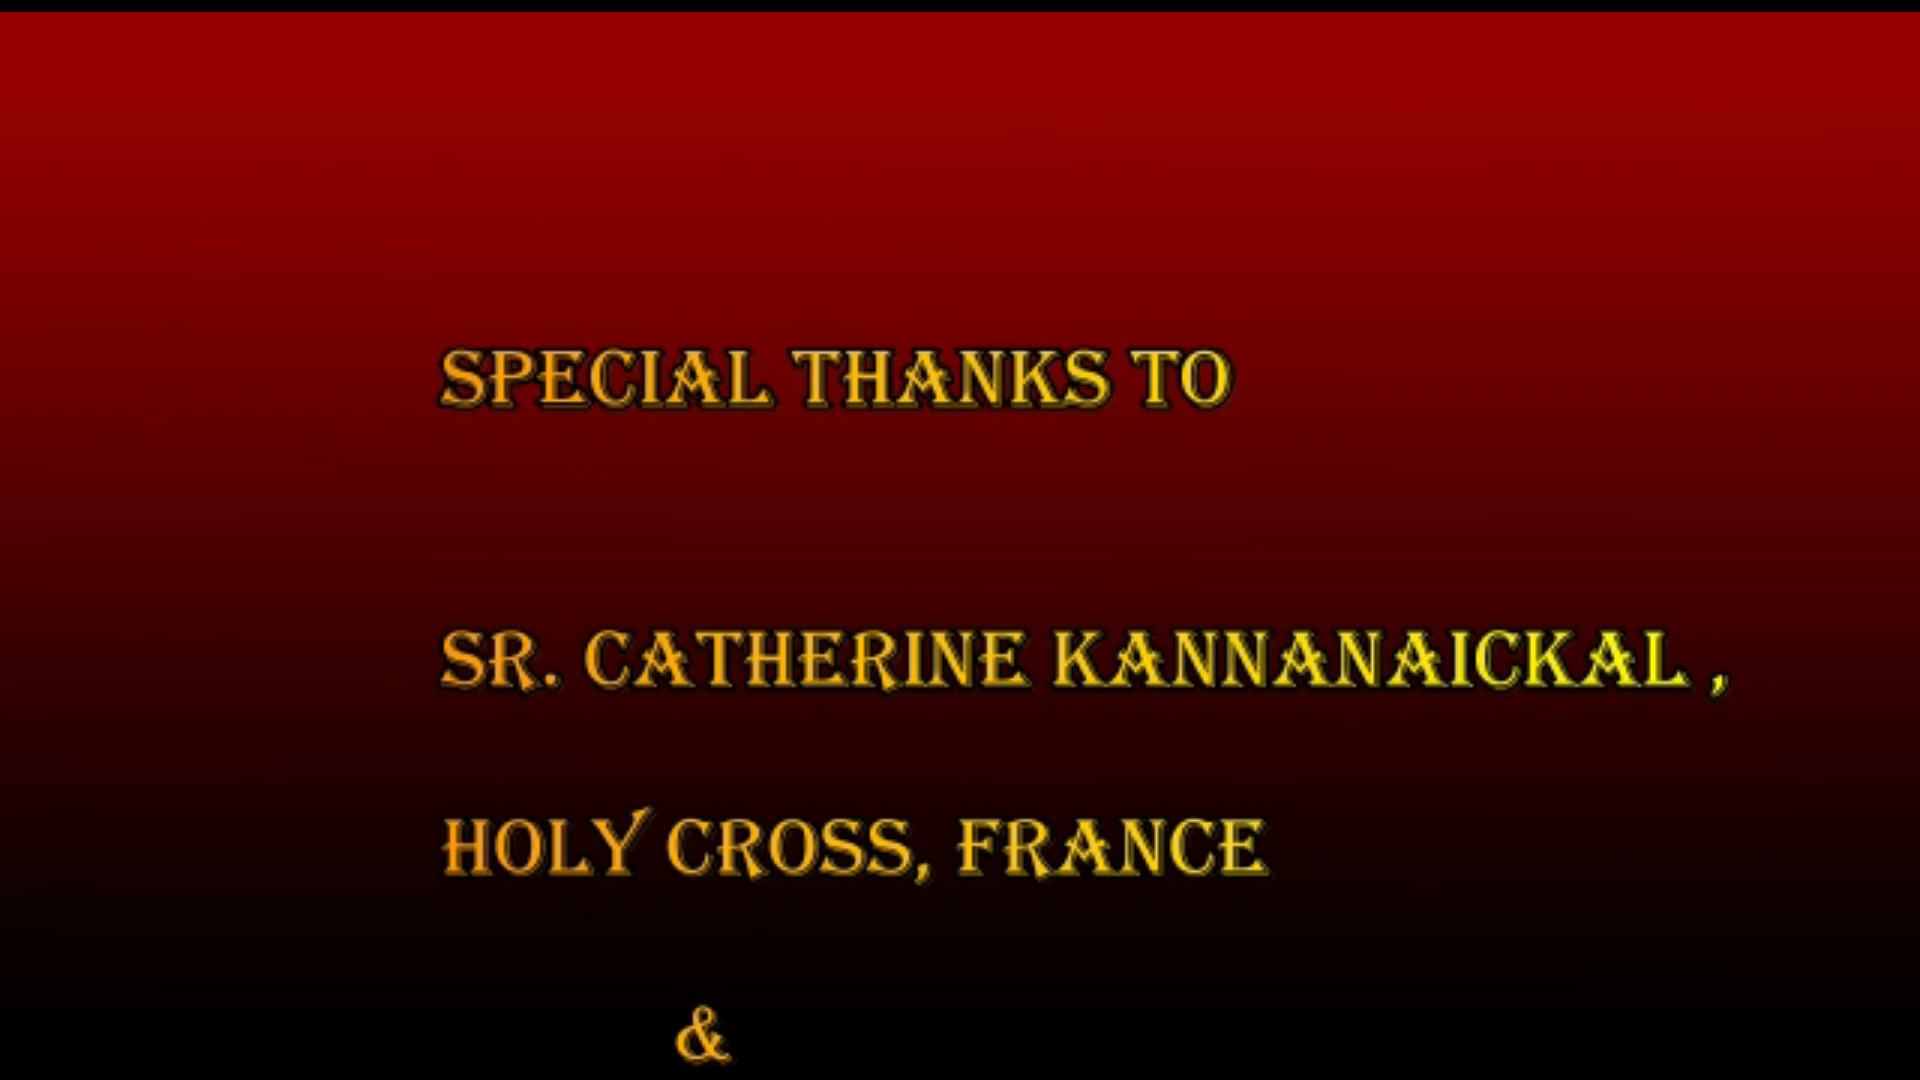 SPECIAL THANKS TO
SR. CATHERINE KANNANAICKAL ,
HOLY CROSS, FRANCE
&